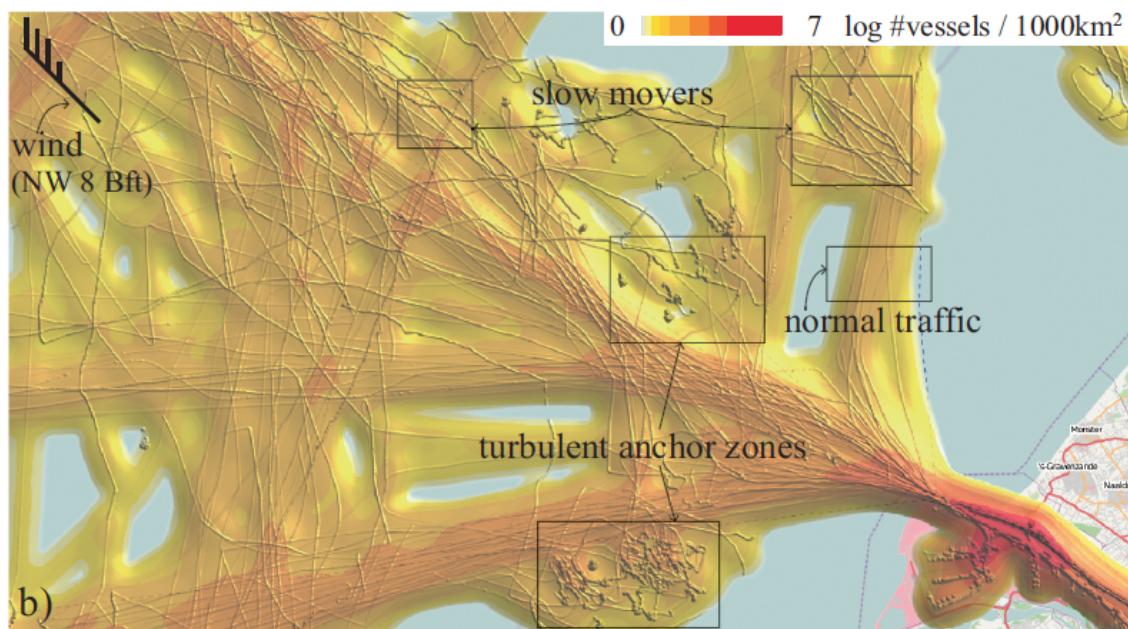 0 7 log #vessels / 1000km²
slow movers
wind
(NW 8 Bft)
normal traffic
turbulent anchor zones
Monster
's-Gravenzande
b)